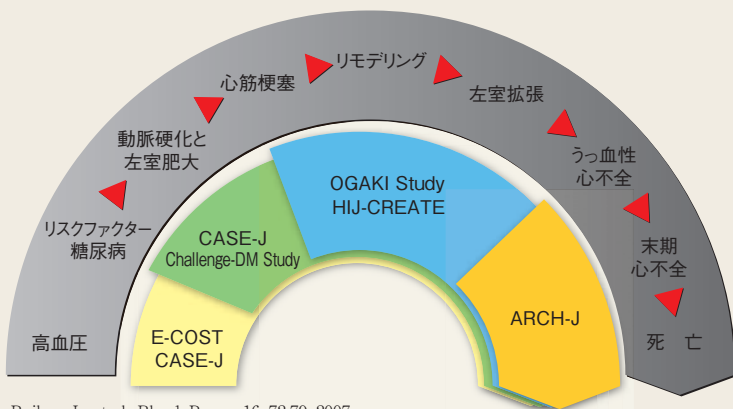 高血圧
リスクファクター
糖尿病
動脈硬化と
左室肥大
心筋梗塞
リモデリング
左室拡張
うっ血性
心不全
末期
心不全
死 亡
E-COST
CASE-J
CASE-J
Challenge-DM Study
OGAKI Study
HIJ-CREATE
ARCH-J
16
2007